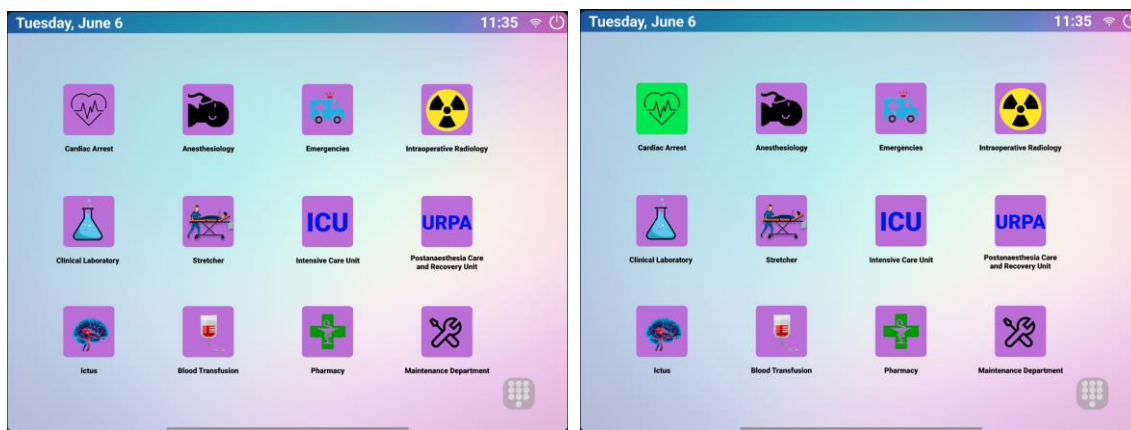 Tuesday, June 6 11:35
Cardiac Arrest Anesthesiology Emergencies Intraoperative Radiology
ICU URPA
Clinical Laboratory Stretcher Intensive Care Unit Postanaesthesia Care
and Recovery Unit
Ictus Blood Transfusion Pharmacy Maintenance Department
Tuesday, June 6 11:35
Cardiac Arrest Anesthesiology Emergencies Intraoperative Radiology
ICU URPA
Clinical Laboratory Stretcher Intensive Care Unit Postanaesthesia Care
and Recovery Unit
Ictus Blood Transfusion Pharmacy Maintenance Department